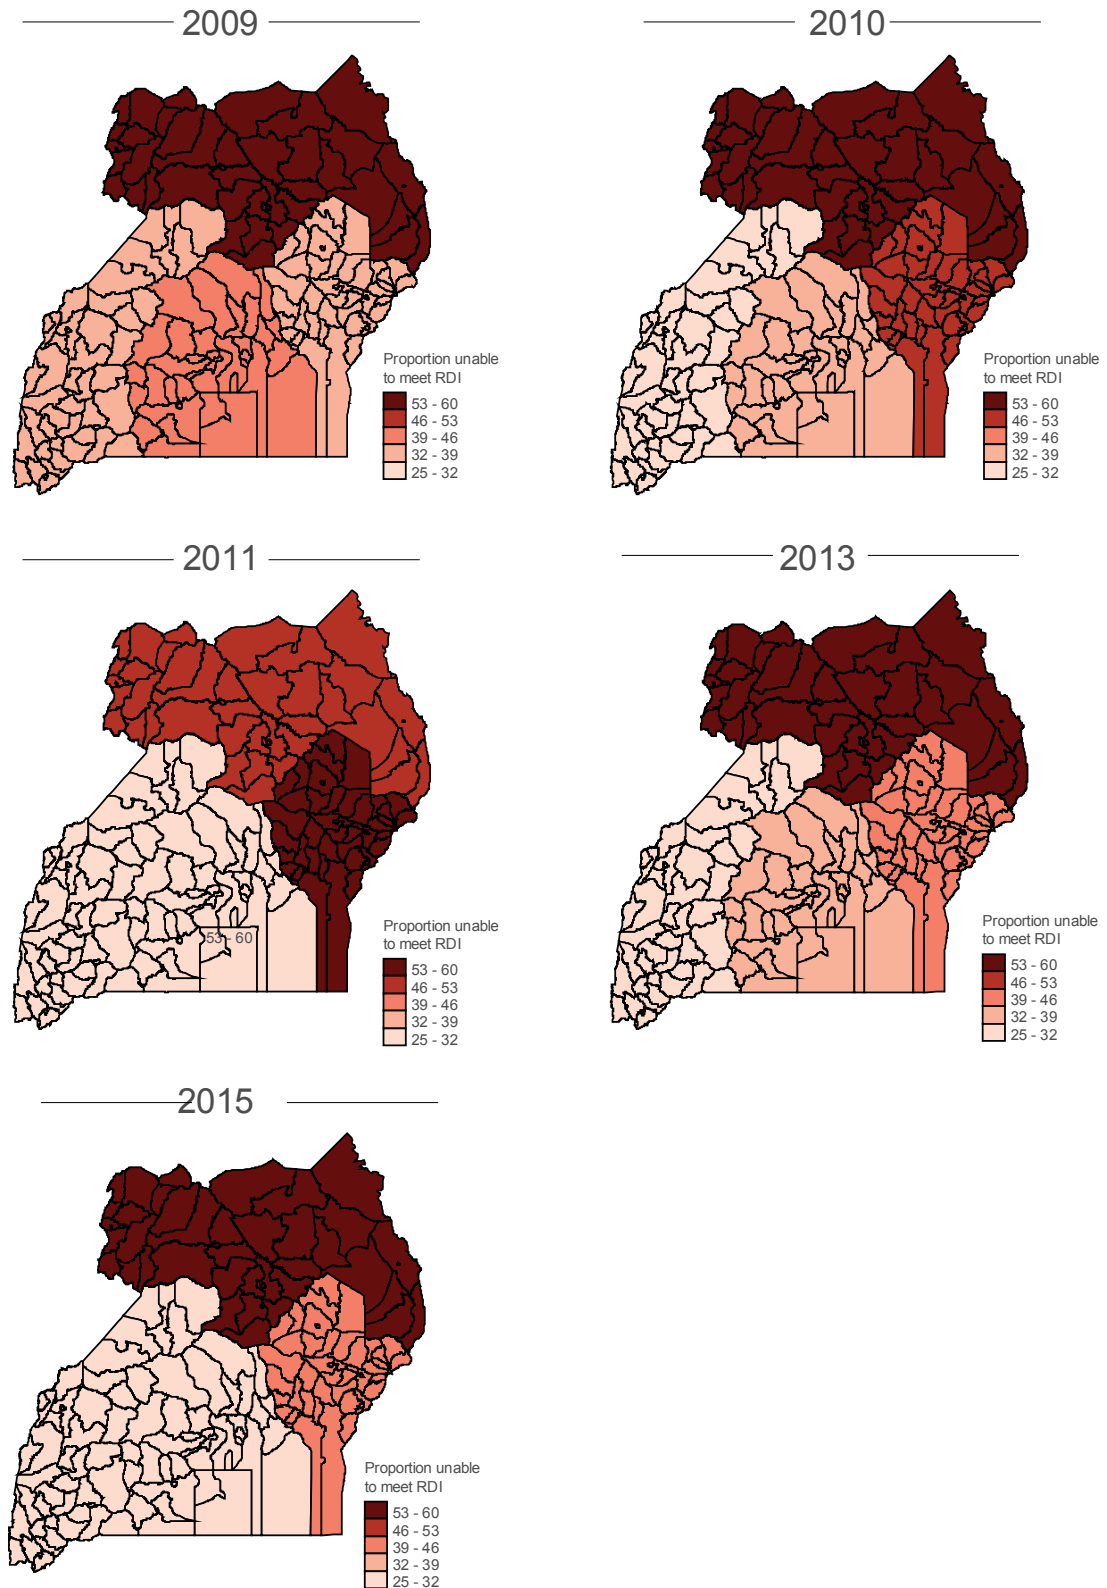 2009
Proportion unable
to meet RDI
53 - 60
46 - 53
39 - 46
32 - 39
25 - 32
2010
Proportion unable
to meet RDI
53 - 60
46 - 53
39 - 46
32 - 39
25 - 32
2011
53 - 60
Proportion unable
to meet RDI
53 - 60
46 - 53
39 - 46
32 - 39
25 - 32
2013
Proportion unable
to meet RDI
53 - 60
46 - 53
39 - 46
32 - 39
25 - 32
2015
Proportion unable
to meet RDI
53 - 60
46 - 53
39 - 46
32 - 39
25 - 32